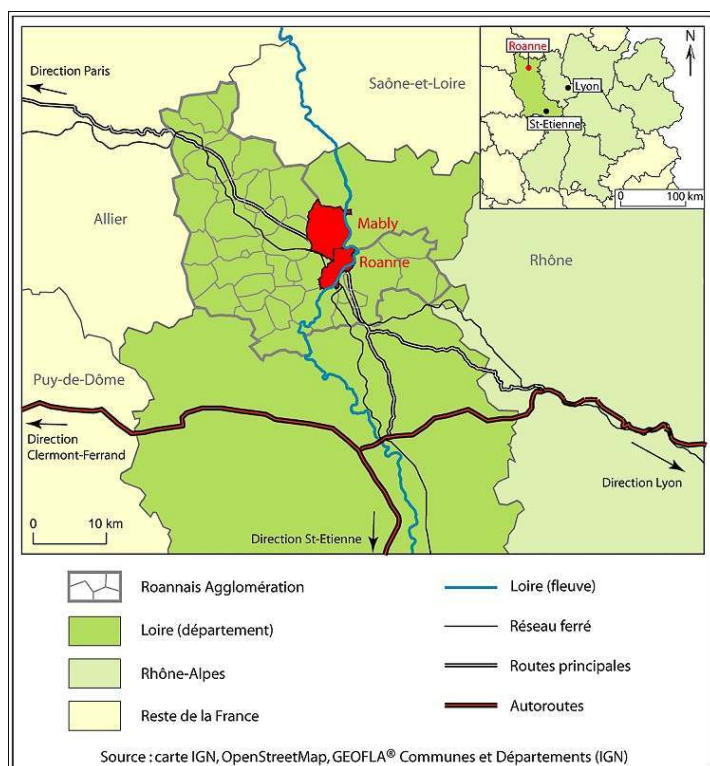 Direction Paris
Saône-et-Loire
N
Roanne
Lyon
St-Etienne
0 100 km
Allier
Mably
Roanne
Rhône
Puy-de-Dôme
Direction
Clermont-Ferrand
Direction Lyon
0 10 km
Direction St-Etienne
Roannais Agglomération
Loire (département)
Rhône-Alpes
Reste de la France
Loire (fleuve)
Réseau ferré
Routes principales
Autoroutes
Source : carte IGN, OpenStreetMap, GEOFLA® Communes et Départements (IGN)